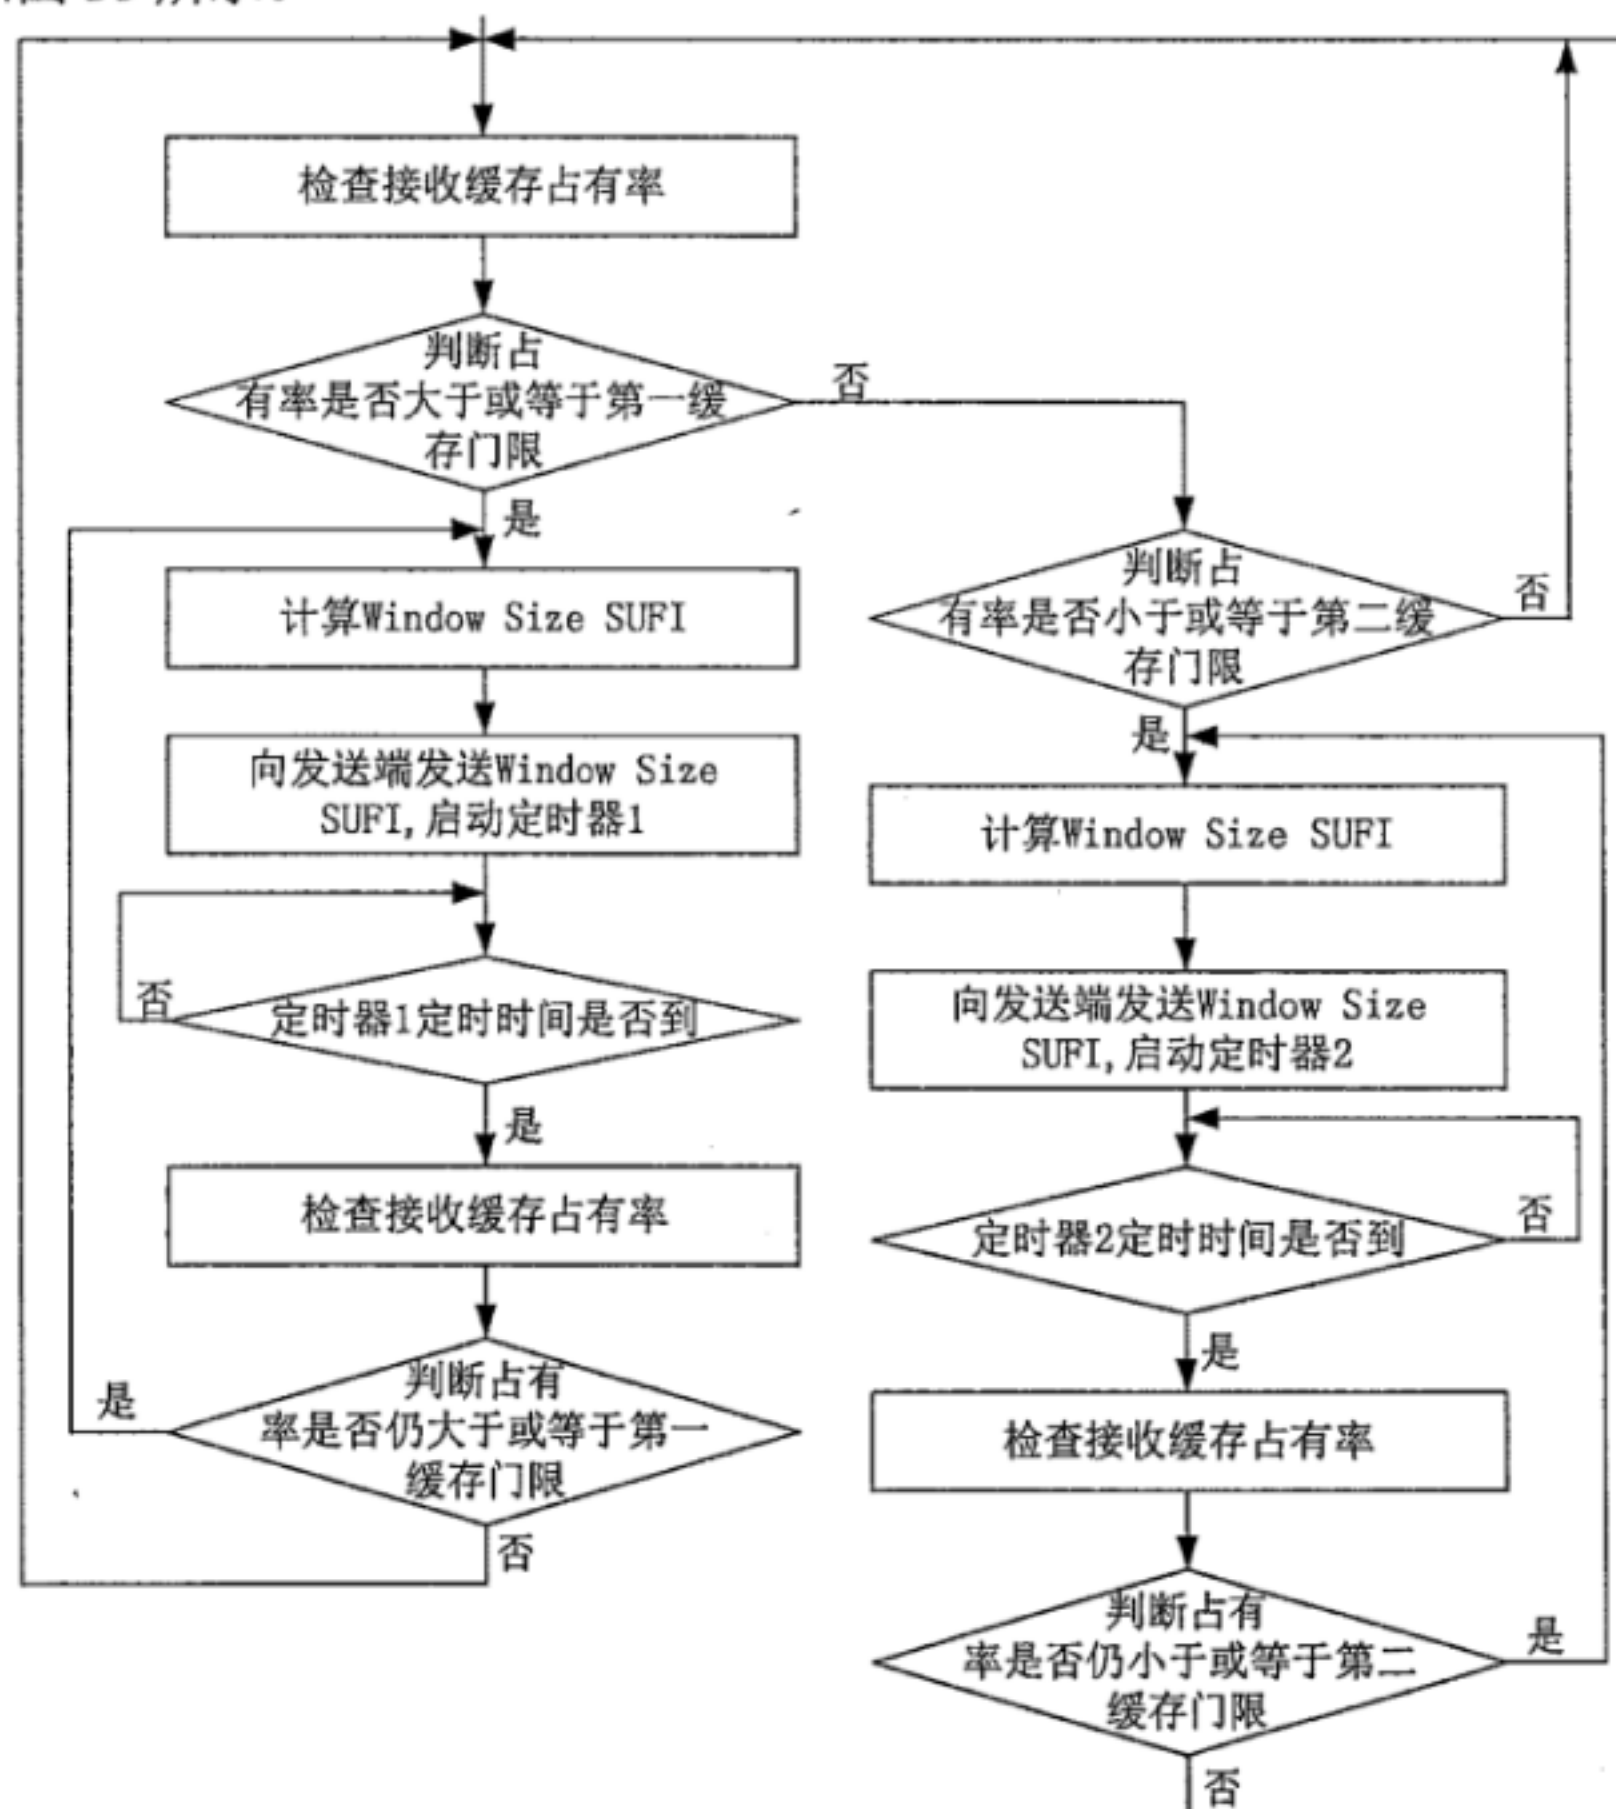 检查接收缓存占有率
判断占
有率是否大于或等于第一缓
存门限
否
是
计算Window Size SUFI
向发送端发送Window Size
SUFI,启动定时器1
否
定时器1定时时间是否到
是
检查接收缓存占有率
是
判断占有
率是否仍大于或等于第一
缓存门限
否
判断占
有率是否小于或等于第二缓
存门限
否
是
计算Window Size SUFI
向发送端发送Window Size
SUFI,启动定时器2
定时器2定时时间是否到
否
是
检查接收缓存占有率
判断占有
率是否仍小于或等于第二
缓存门限
是
否